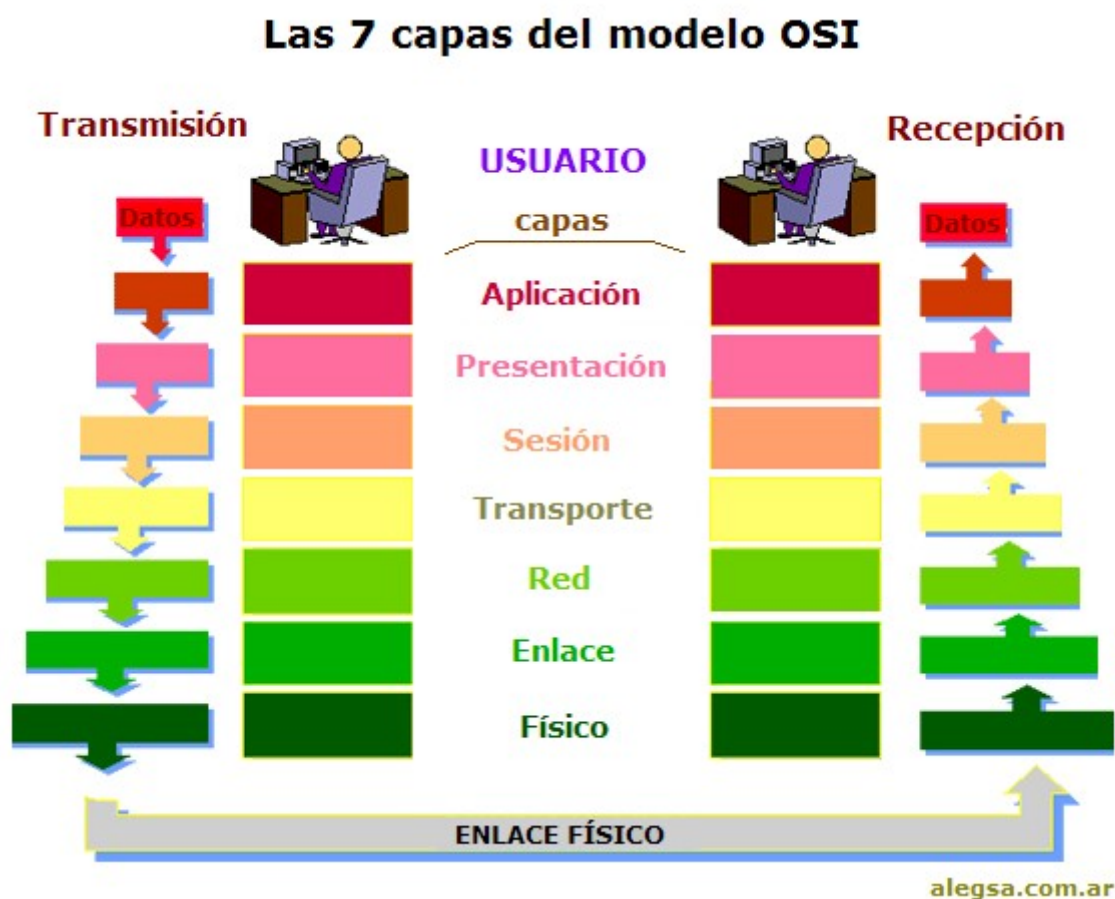 Las 7 capas del modelo OSI
Transmisión
Recepción
USUARIO
Datos
capas
Datos
Aplicación
Presentación
Sesión
Transporte
Red
Enlace
Físico
ENLACE FÍSICO
alegsa.com.ar